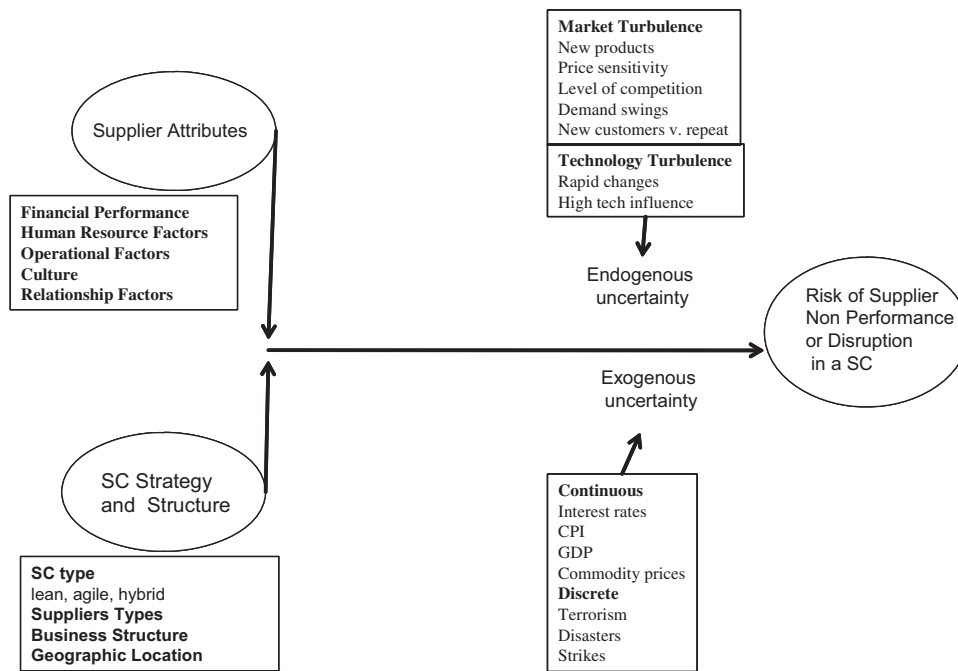 Supplier Attributes
Financial Performance
Human Resource Factors
Operational Factors
Culture
Relationship Factors
SC Strategy
and Structure
SC type
lean, agile, hybrid
Suppliers Types
Business Structure
Geographic Location
Market Turbulence
New products
Price sensitivity
Level of competition
Demand swings
New customers v. repeat
Technology Turbulence
Rapid changes
High tech influence
Endogenous
uncertainty
Exogenous
uncertainty
Continuous
Interest rates
CPI
GDP
Commodity prices
Discrete
Terrorism
Disasters
Strikes
Risk of Supplier
Non Performance
or Disruption
in a SC